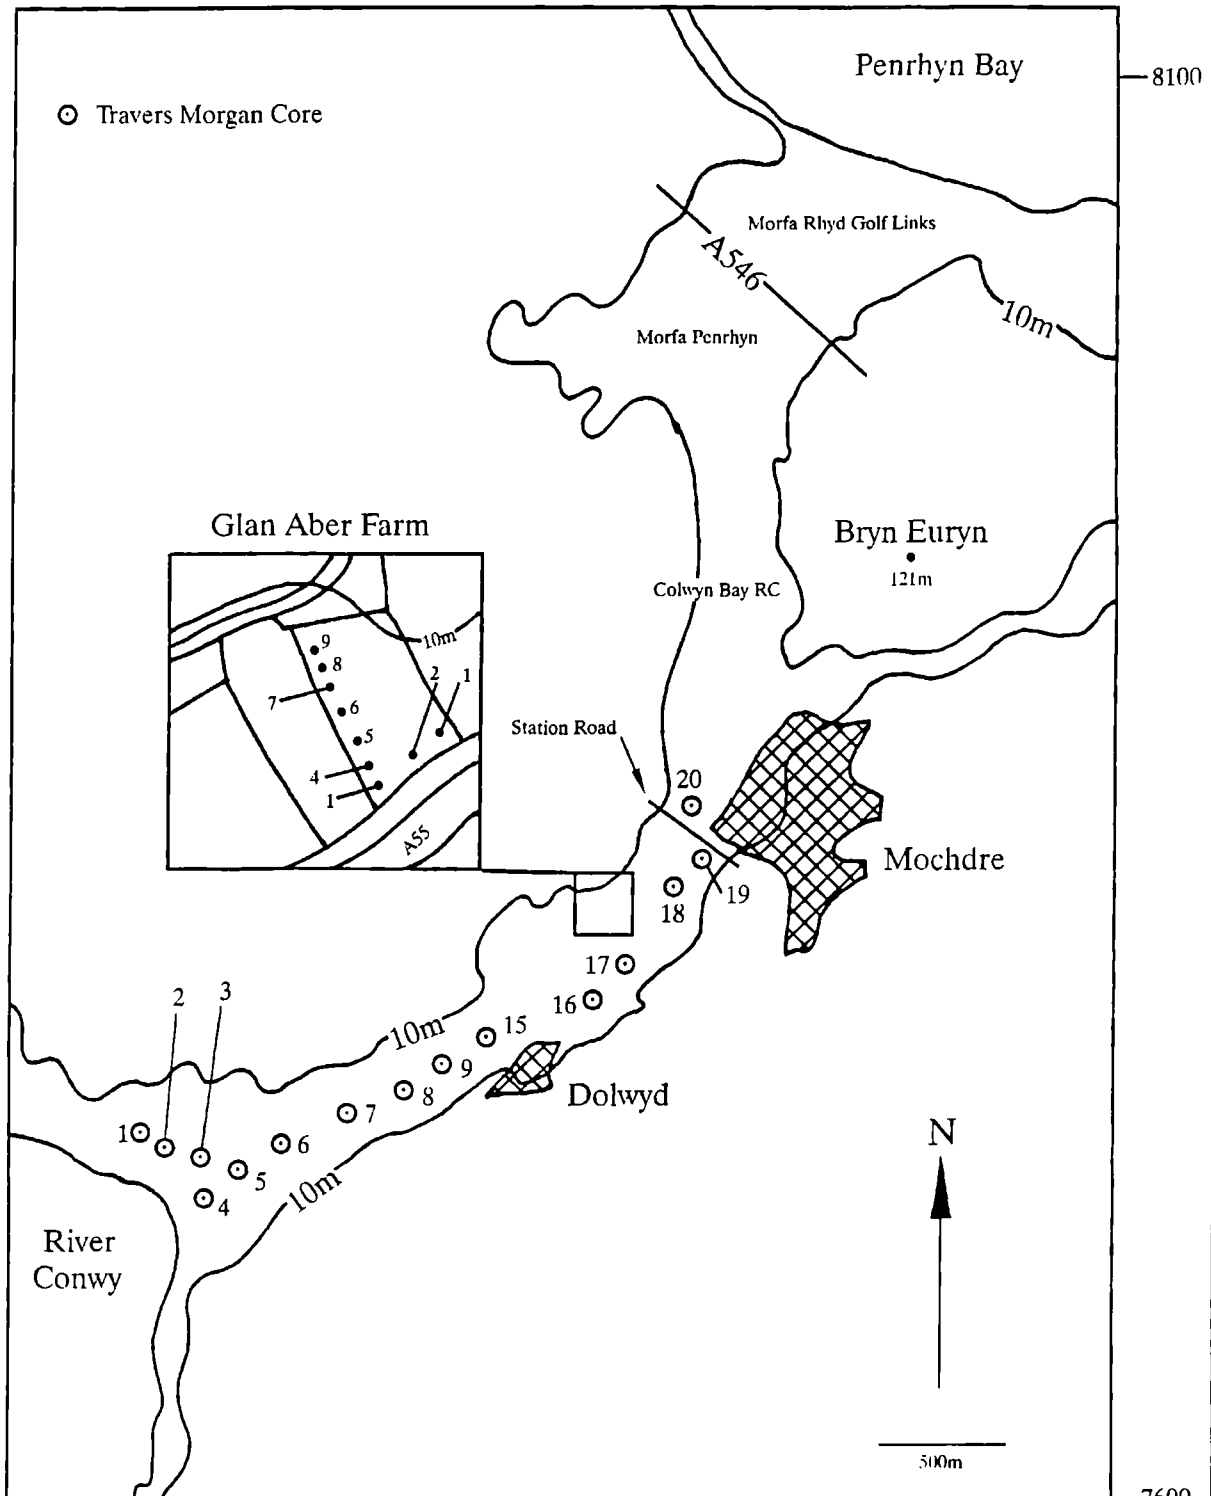 Penrhyn Bay
8100
Travers Morgan Core
Morfa Rhyd Golf Links
A546
10m
Morfa Penrhyn
Glan Aber Farm
Bryn Euryn
121m
Colwyn Bay RC
9
10m
8
2
1
7
6
5
4
1
A55
Station Road
20
Mochdre
19
18
17
16
2
3
10m
15
9
Dolwyd
8
7
1
6
5
10m
4
N
River
Conwy
500m